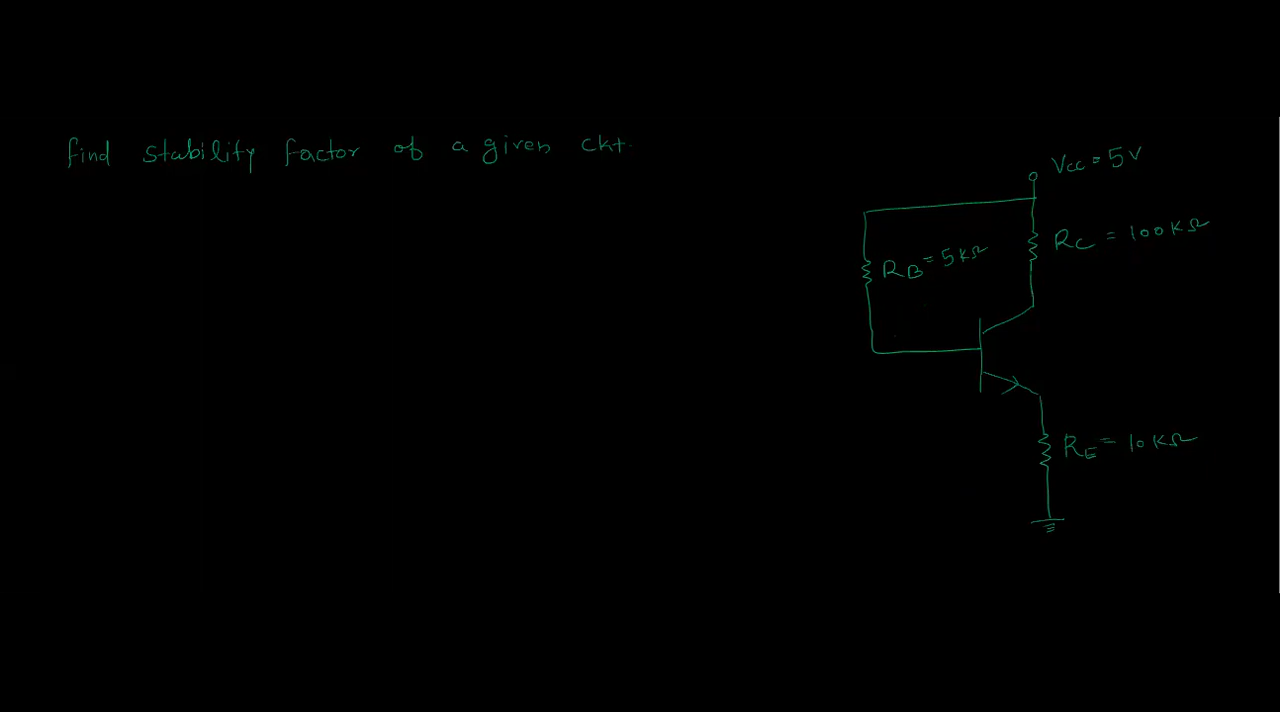 find stability factor of a given ckt.
Vcc = 5V
RC = 100KΩ
RB = 5KΩ
RE = 10KΩ